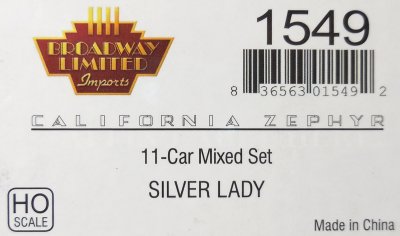 BROADWAY
LIMITED
Imports
1549
8 36563 01549 2
CALIFORNIA ZEPHYR
11-Car Mixed Set
SILVER LADY
HO
SCALE
Made in China